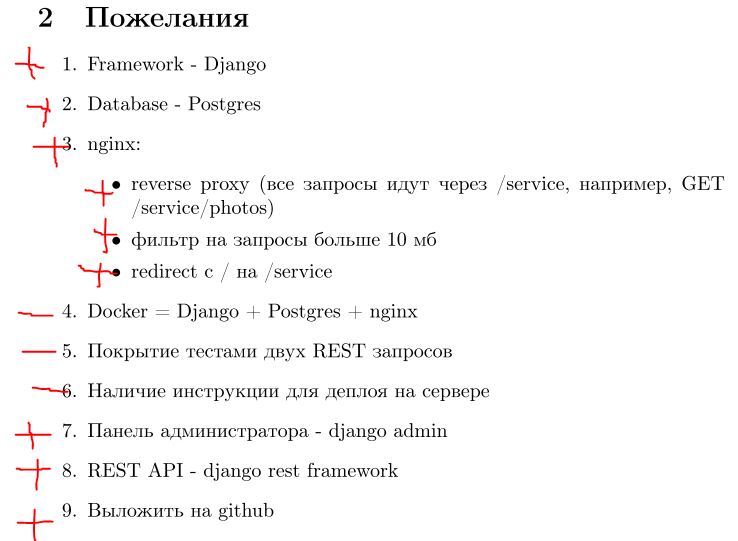 2 Пожелания
1. Framework - Django
2. Database - Postgres
3. nginx:
• reverse proxy (все запросы идут через /service, например, GET
/service/photos)
• фильтр на запросы больше 10 мб
• redirect с / на /service
4. Docker = Django + Postgres + nginx
5. Покрытие тестами двух REST запросов
6. Наличие инструкции для деплоя на сервере
7. Панель администратора - django admin
8. REST API - django rest framework
9. Выложить на github